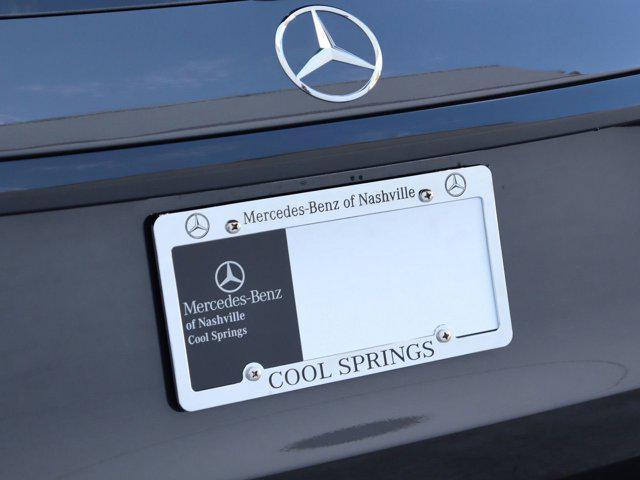 Mercedes-Benz of Nashville
Mercedes-Benz
of Nashville
Cool Springs
COOL SPRINGS